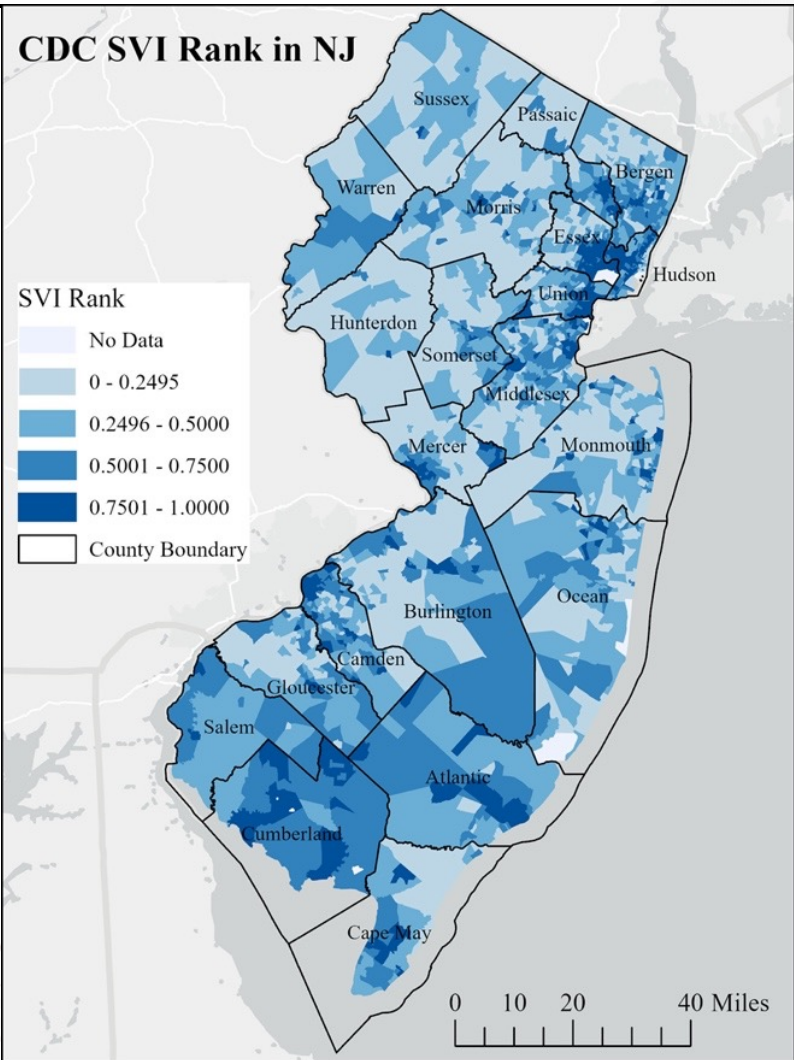 CDC SVI Rank in NJ
Sussex
Passaic
Bergen
Warren
Morris
Essex
Hudson
Union
SVI Rank
No Data
0 - 0.2495
0.2496 - 0.5000
0.5001 - 0.7500
0.7501 - 1.0000
County Boundary
Hunterdon
Somerset
Middlesex
Mercer
Monmouth
Ocean
Burlington
Camden
Gloucester
Salem
Atlantic
Cumberland
Cape May
0 10 20 40 Miles